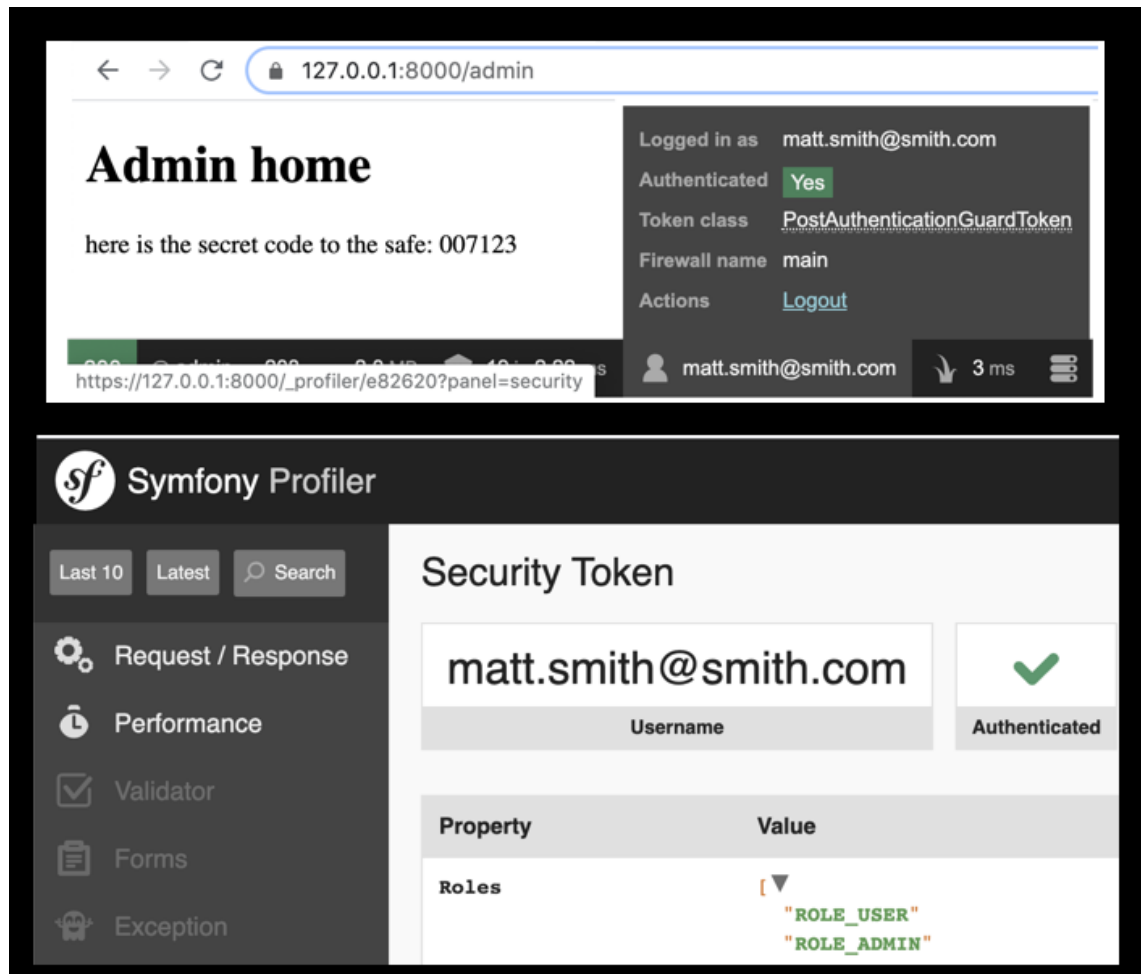 127.0.0.1:8000/admin
Admin home
here is the secret code to the safe: 007123
Logged in as matt.smith@smith.com
Authenticated Yes
Token class PostAuthenticationGuardToken
Firewall name main
Actions Logout
https://127.0.0.1:8000/_profiler/e82620?panel=security
matt.smith@smith.com 3 ms
sf Symfony Profiler
Last 10 Latest Search
Security Token
Request / Response
matt.smith@smith.com
Performance
Username Authenticated
Validator
Property Value
Forms
Roles [
"ROLE_USER"
Exception
"ROLE_ADMIN"